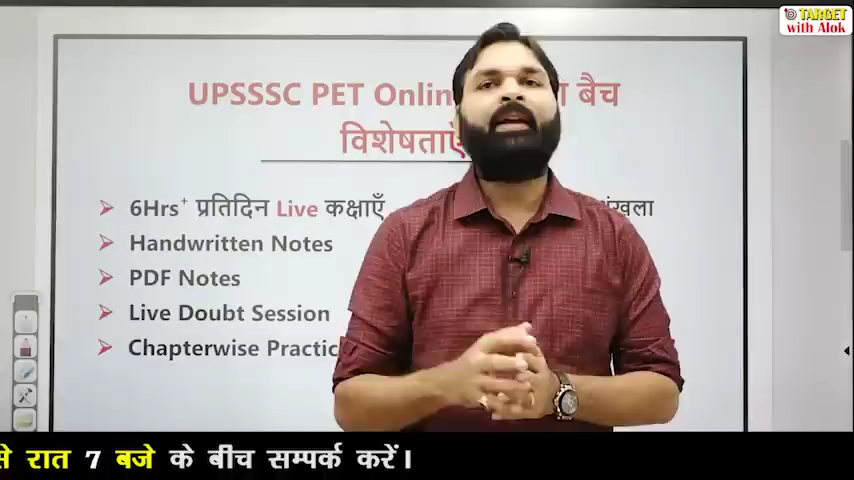 TARGET
with Alok
UPSSSC PET Onlin बैच
विशेषताएँ
6Hrs⁺ प्रतिदिन Live कक्षाएँ
Handwritten Notes
PDF Notes
Live Doubt Session
Chapterwise Practic
से रात 7 बजे के बीच सम्पर्क करें।